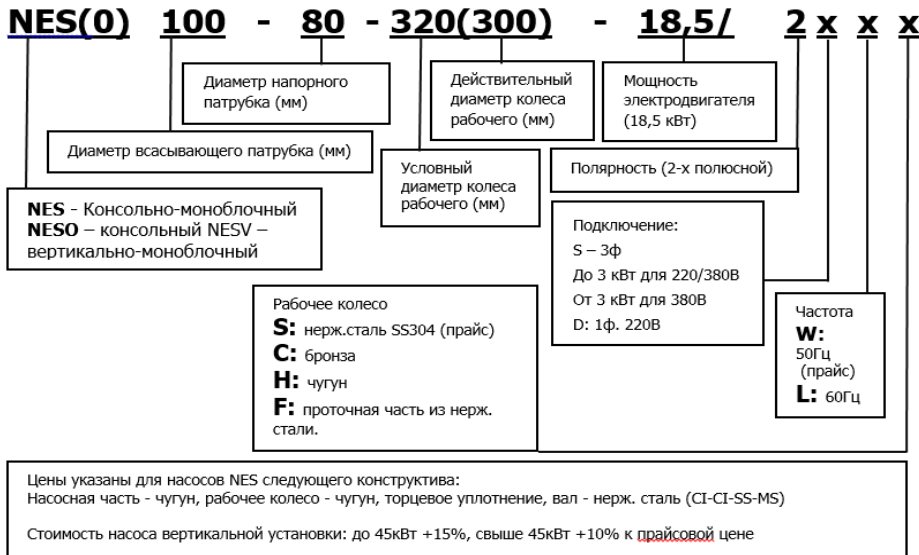 NES(0) 100 - 80 - 320(300) - 18,5/ 2 x x x
Диаметр напорного
патрубка (мм)
Действительный
диаметр колеса
рабочего (мм)
Мощность
электродвигателя
(18,5 кВт)
Диаметр всасывающего патрубка (мм)
Условный
диаметр колеса
рабочего (мм)
Полярность (2-х полюсной)
NES - Консольно-моноблочный
NESO – консольный NESV –
вертикально-моноблочный
Подключение:
S – 3ф
До 3 кВт для 220/380В
От 3 кВт для 380В
D: 1ф. 220В
Рабочее колесо
S: нерж.сталь SS304 (прайс)
C: бронза
H: чугун
F: проточная часть из нерж.
стали.
Частота
W:
50Гц
(прайс)
L: 60Гц
Цены указаны для насосов NES следующего конструктива:
Насосная часть - чугун, рабочее колесо - чугун, торцевое уплотнение, вал - нерж. сталь (CI-CI-SS-MS)
Стоимость насоса вертикальной установки: до 45кВт +15%, свыше 45кВт +10% к прайсовой цене